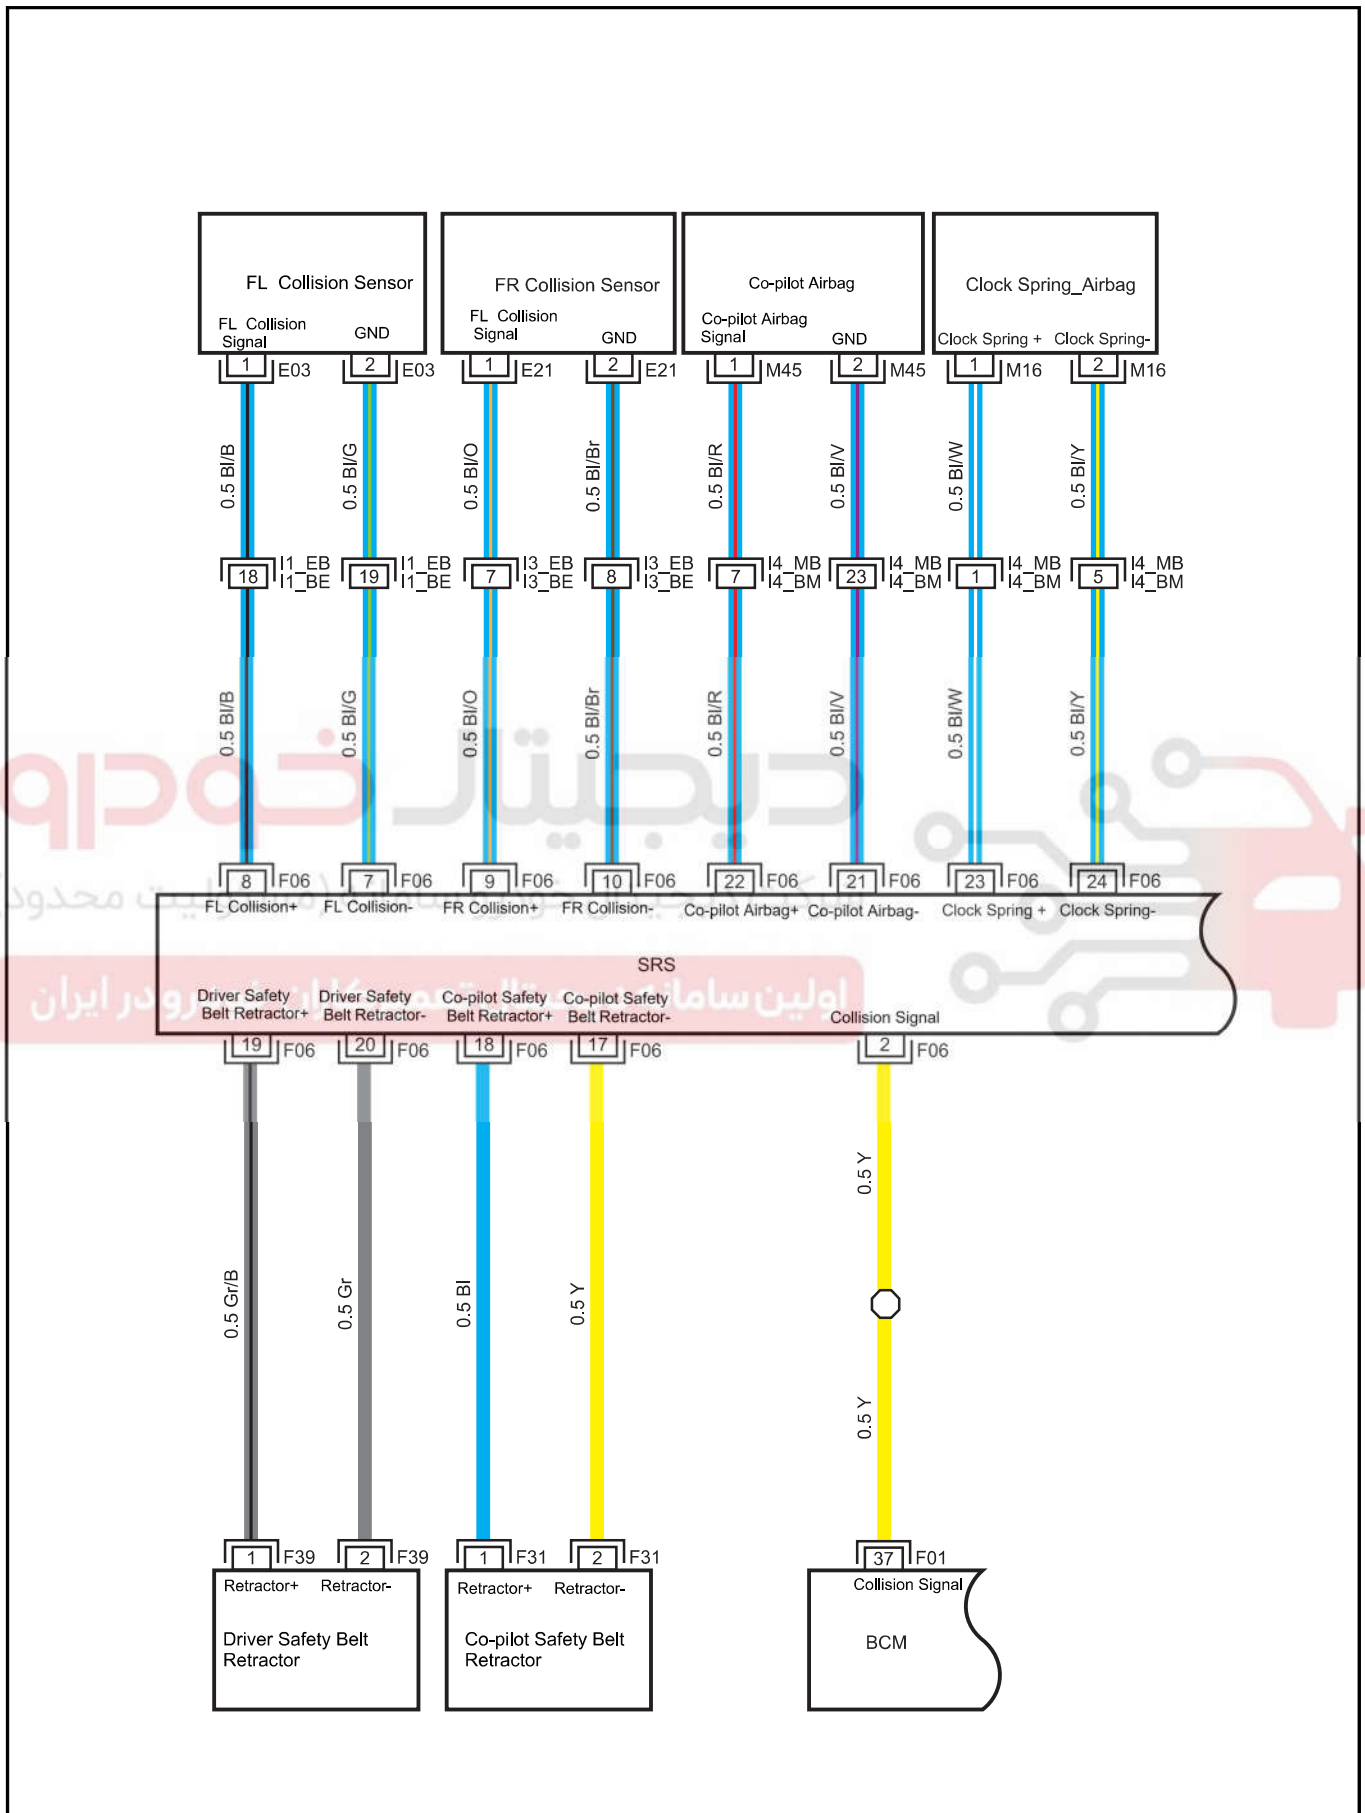 FL Collision Sensor
FL Collision
Signal
GND
FR Collision Sensor
FL Collision
Signal
GND
Co-pilot Airbag
Co-pilot Airbag
Signal
GND
Clock Spring_Airbag
Clock Spring + Clock Spring-
1 E03 2 E03 1 E21 2 E21 1 M45 2 M45 1 M16 2 M16
0.5 Bl/B 0.5 Bl/G 0.5 Bl/O 0.5 Bl/Br 0.5 Bl/R 0.5 Bl/V 0.5 Bl/W 0.5 Bl/Y
I1_EB I1_EB I3_EB I3_EB I4_MB I4_MB I4_MB I4_MB
18 19 7 8 7 23 1 5
I1_BE I1_BE I3_BE I3_BE I4_BM I4_BM I4_BM I4_BM
0.5 Bl/B 0.5 Bl/G 0.5 Bl/O 0.5 Bl/Br 0.5 Bl/R 0.5 Bl/V 0.5 Bl/W 0.5 Bl/Y
دیجیتال خودرو
8 F06 7 F06 9 F06 10 F06 22 F06 21 F06 23 F06 24 F06
محدود
FL Collision+ FL Collision- FR Collision+ FR Collision- Co-pilot Airbag+ Co-pilot Airbag- Clock Spring + Clock Spring-
SRS
اولین سامانه دیجیتال تعمیرکاران خودرو در ایران
Driver Safety
Belt Retractor+
Driver Safety
Belt Retractor-
Co-pilot Safety
Belt Retractor+
Co-pilot Safety
Belt Retractor-
Collision Signal
19 F06 20 F06 18 F06 17 F06 2 F06
0.5 Y
0.5 Gr/B 0.5 Gr 0.5 Bl 0.5 Y
0.5 Y
1 F39 2 F39 1 F31 2 F31 37 F01
Retractor+ Retractor-
Driver Safety Belt
Retractor
Retractor+ Retractor-
Co-pilot Safety Belt
Retractor
Collision Signal
BCM